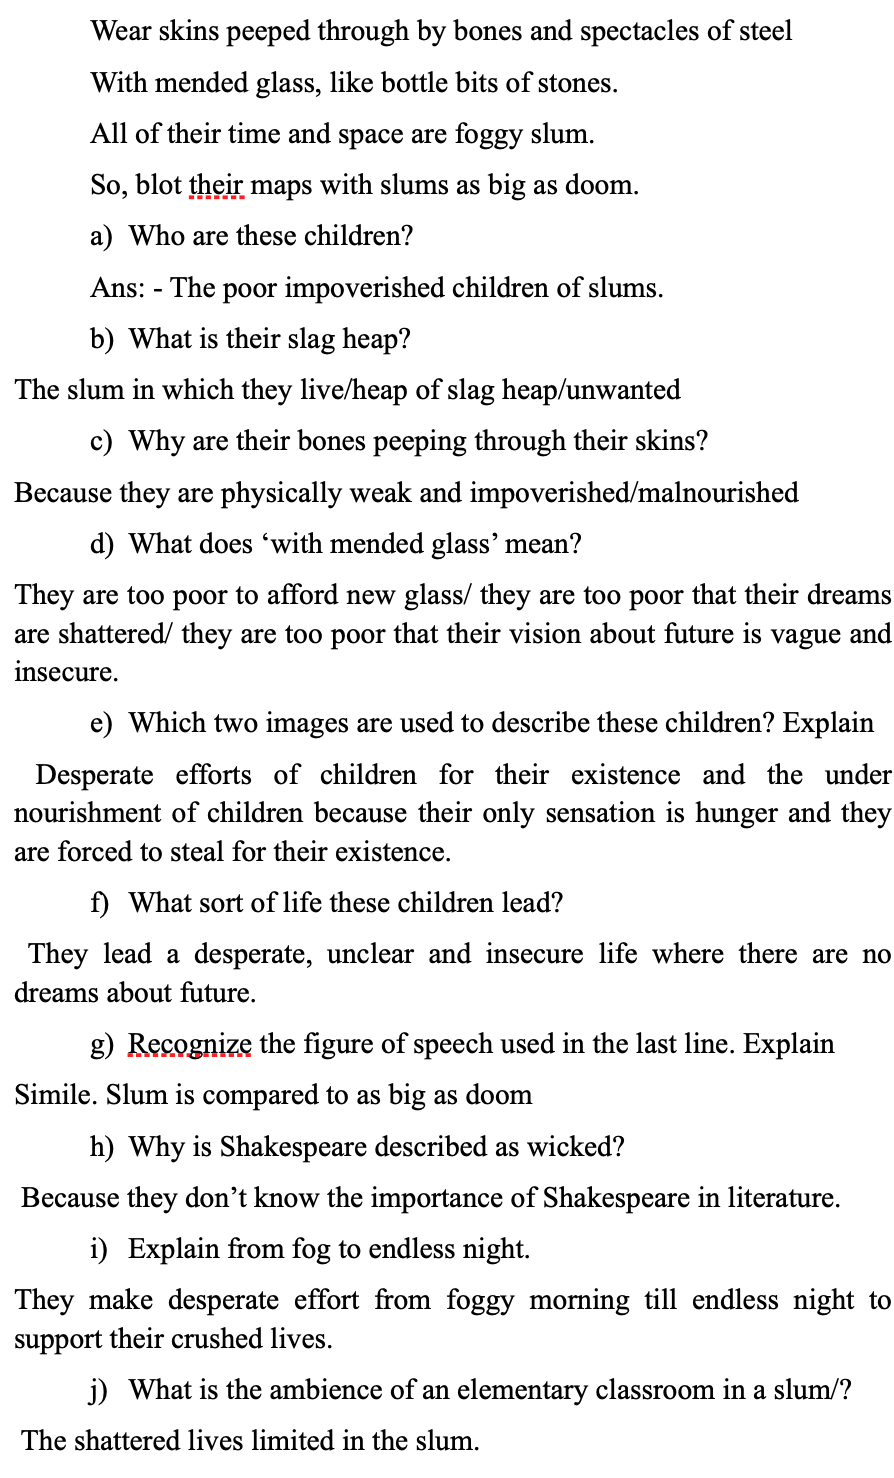 Wear skins peeped through by bones and spectacles of steel
With mended glass, like bottle bits of stones.
All of their time and space are foggy slum.
So, blot their maps with slums as big as doom.
a) Who are these children?
Ans: - The poor impoverished children of slums.
b) What is their slag heap?
The slum in which they live/heap of slag heap/unwanted
c) Why are their bones peeping through their skins?
Because they are physically weak and impoverished/malnourished
d) What does ‘with mended glass’ mean?
They are too poor to afford new glass/ they are too poor that their dreams
are shattered/ they are too poor that their vision about future is vague and
insecure.
e) Which two images are used to describe these children? Explain
Desperate efforts of children for their existence and the under
nourishment of children because their only sensation is hunger and they
are forced to steal for their existence.
f) What sort of life these children lead?
They lead a desperate, unclear and insecure life where there are no
dreams about future.
g) Recognize the figure of speech used in the last line. Explain
Simile. Slum is compared to as big as doom
h) Why is Shakespeare described as wicked?
Because they don’t know the importance of Shakespeare in literature.
i) Explain from fog to endless night.
They make desperate effort from foggy morning till endless night to
support their crushed lives.
j) What is the ambience of an elementary classroom in a slum/?
The shattered lives limited in the slum.